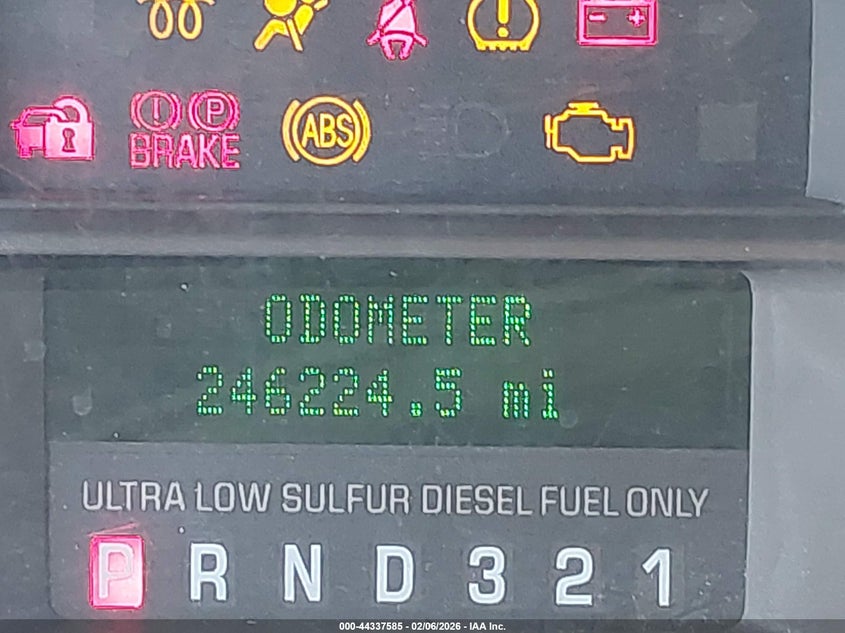 BRAKE
P
ABS
ODOMETER
246224.5 mi
ULTRA LOW SULFUR DIESEL FUEL ONLY
P R N D 3 2 1
000-44337585 - 02/06/2026 - IAA Inc.